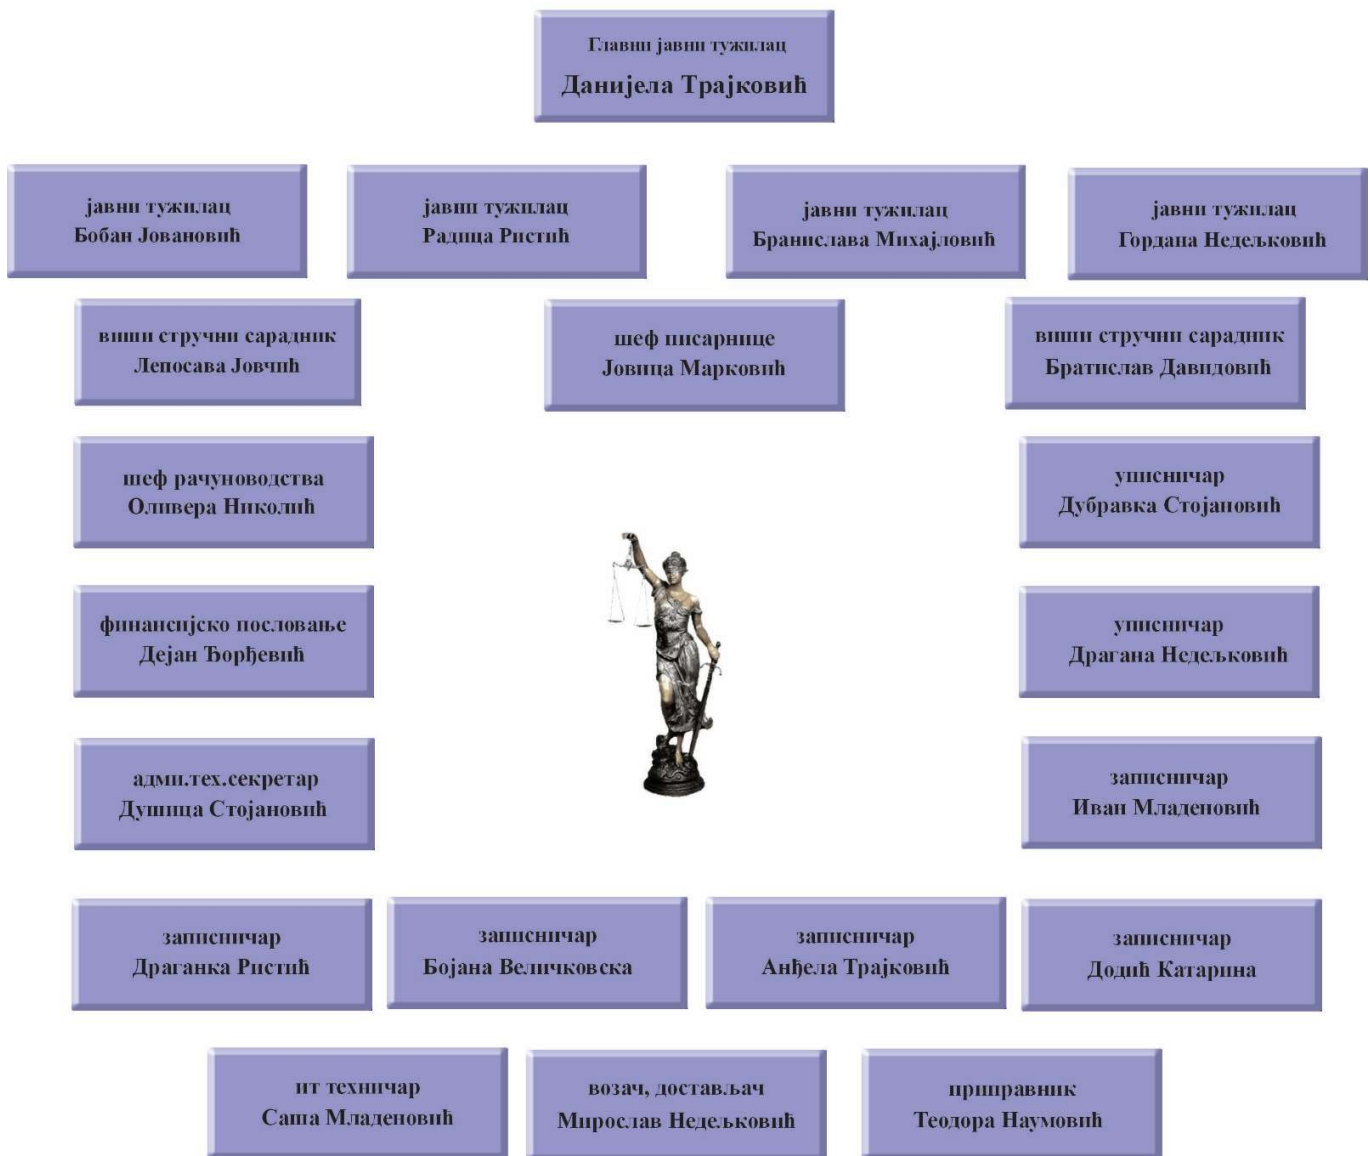 Главни јавни тужилац
Данијела Трајковић
јавни тужилац
Бобан Јовановић
јавни тужилац
Радица Ристић
јавни тужилац
Бранислава Михајловић
јавни тужилац
Гордана Недељковић
виши стручни сарадник
Лепосава Јовчић
шеф писарнице
Јовица Марковић
виши стручни сарадник
Братислав Давидовић
шеф рачуноводства
Оливера Николић
уписничар
Дубравка Стојановић
финансијско пословање
Дејан Ђорђевић
уписничар
Драгана Недељковић
адми.тех.секретар
Душица Стојановић
записничар
Иван Младеновић
записничар
Драганка Ристић
записничар
Бојана Величковска
записничар
Анђела Трајковић
записничар
Додић Катарина
ит техничар
Саша Младеновић
возач, достављач
Мирослав Недељковић
приправник
Теодора Наумовић